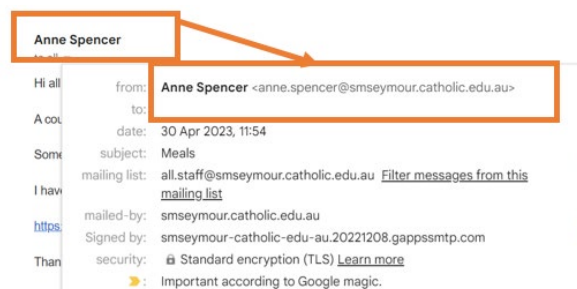 Anne Spencer
to all
Hi all
from: Anne Spencer <anne.spencer@smseymour.catholic.edu.au>
to:
A cou
date: 30 Apr 2023, 11:54
Some
subject: Meals
mailing list: all.staff@smseymour.catholic.edu.au Filter messages from this
mailing list
I have
mailed-by: smseymour.catholic.edu.au
https:
Signed by: smseymour-catholic-edu-au.20221208.gappssmtp.com
Than
security: Standard encryption (TLS) Learn more
: Important according to Google magic.